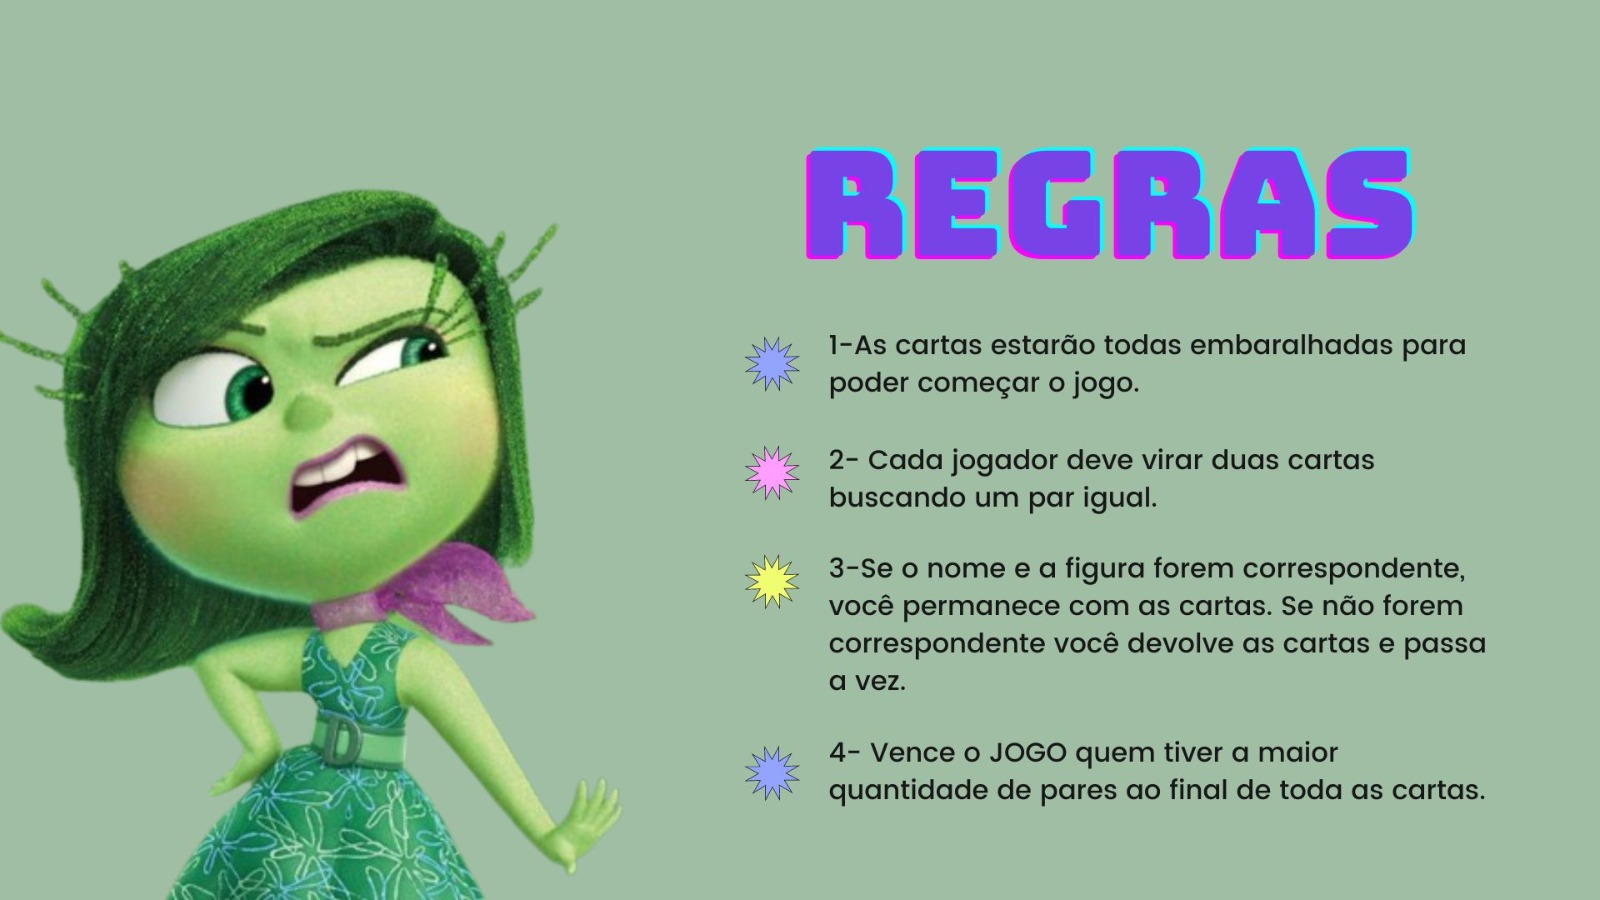 REGRAS
1-As cartas estarão todas embaralhadas para
poder começar o jogo.
2- Cada jogador deve virar duas cartas
buscando um par igual.
3-Se o nome e a figura forem correspondente,
você permanece com as cartas. Se não forem
correspondente você devolve as cartas e passa
a vez.
4- Vence o JOGO quem tiver a maior
quantidade de pares ao final de toda as cartas.
D